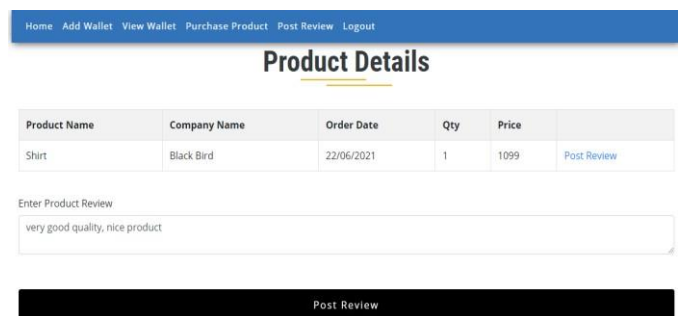 Home Add Wallet View Wallet Purchase Product Post Review Logout
Product Details
Product Name Company Name Order Date Qty Price
Shirt Black Bird 22/06/2021 1 1099 Post Review
Enter Product Review
very good quality, nice product
Post Review